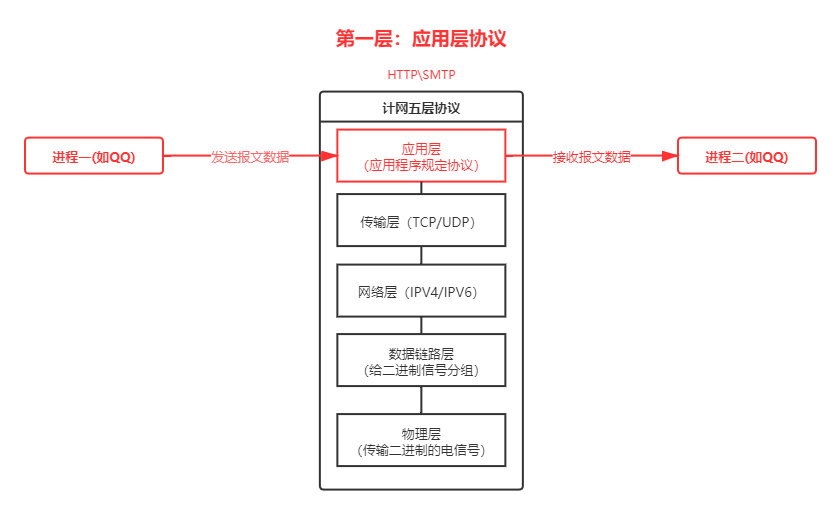 第一层：应用层协议
HTTP\SMTP
计网五层协议
进程一(如QQ)
发送报文数据
应用层
（应用程序规定协议）
接收报文数据
进程二(如QQ)
传输层（TCP/UDP）
网络层（IPV4/IPV6）
数据链路层
（给二进制信号分组）
物理层
（传输二进制的电信号）